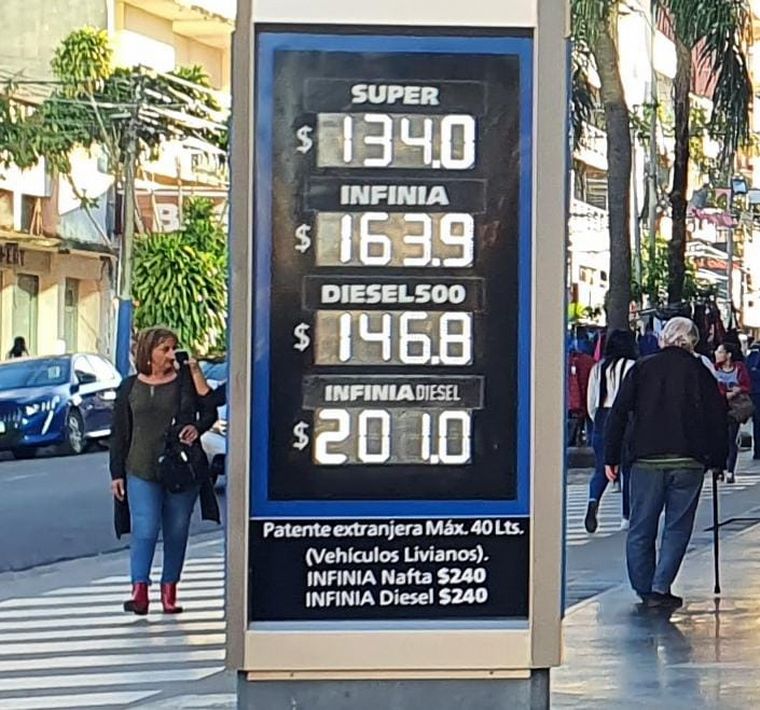 SUPER
$ 134.0
INFINIA
$ 163.9
DIESEL500
$ 146.8
INFINIA DIESEL
$ 201.0
Patente extranjera Máx. 40 Lts.
(Vehículos Livianos).
INFINIA Nafta $240
INFINIA Diesel $240